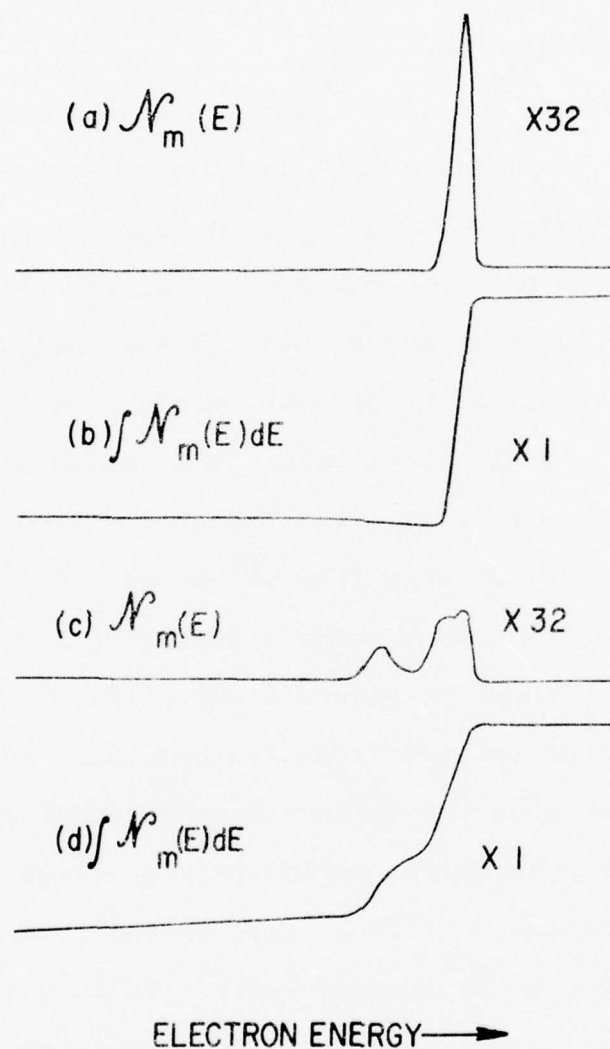 (a) 𝒩m (E) X32
(b) ∫ 𝒩m(E)dE X 1
(c) 𝒩m(E) X 32
(d) ∫ 𝒩m(E)dE X 1
ELECTRON ENERGY→